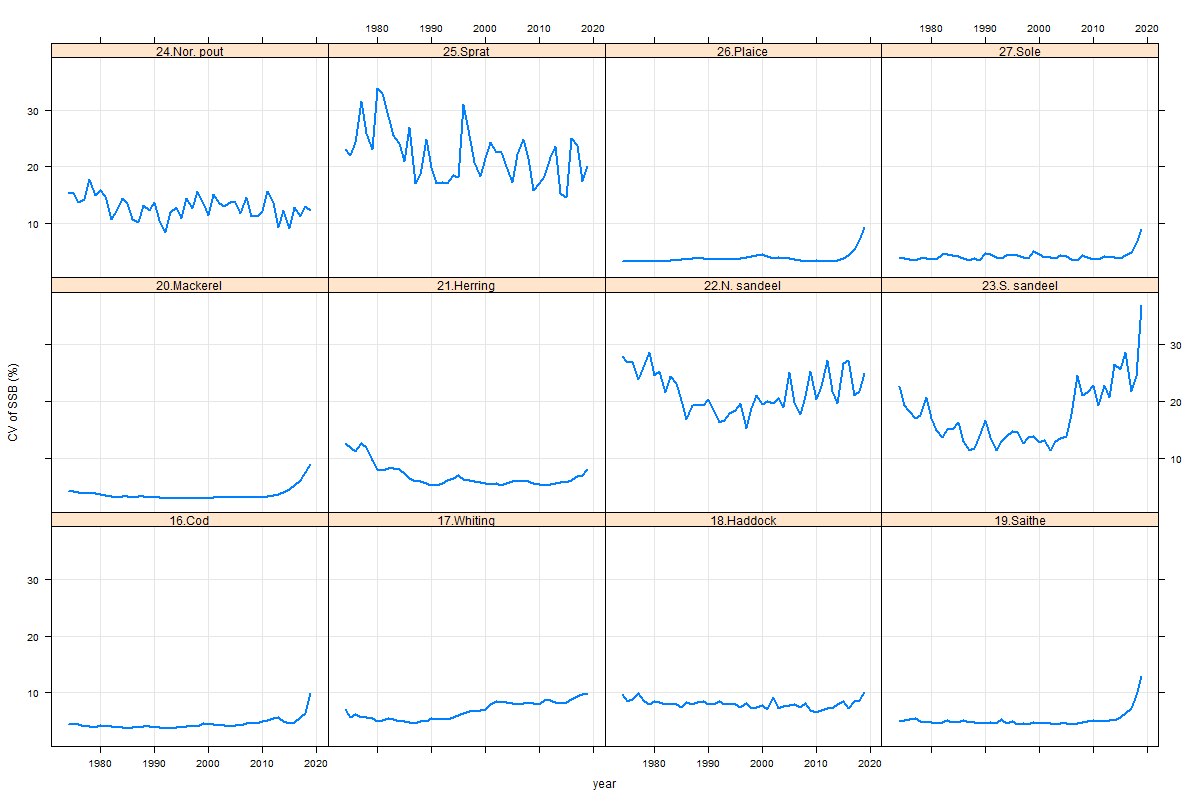 1980 1990 2000 2020 1980 1990 2000 2010 2020
24.Nor. pout 25.Sprat 26.Plaice 27.Sole
30
20
10
20.Mackerel 21.Herring 22.N. sandeel 23.S. sandeel
30
20
10
CV of SSB (%)
16.Cod 17.Whiting 18.Haddock 19.Saithe
30
20
10
1980 1990 2000 2010 2020 1980 1990 2000 2010 2020
year